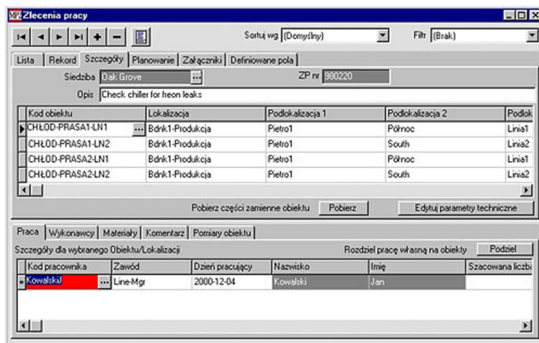 MP2 Zlecenia pracy
Sortuj wg (Domyślny) Filtr (Brak)
Lista Rekord Szczegóły Planowanie Załączniki Definiowane pola
Siedziba Oak Grove ... ZP nr 980220
Opis Check chiller for freon leaks
Kod obiektu Lokalizacja Podlokalizacja 1 Podlokalizacja 2 Podlok
CHŁOD-PRASA1-LN1 ... Bdnk1-Produkcja Pietro1 Północ Linia1
CHŁOD-PRASA1-LN2 Bdnk1-Produkcja Pietro1 South Linia2
CHŁOD-PRASA2-LN1 Bdnk1-Produkcja Pietro1 Północ Linia1
CHŁOD-PRASA2-LN2 Bdnk1-Produkcja Pietro1 South Linia2
Pobierz części zamienne obiektu Pobierz Edytuj parametry techniczne
Praca Wykonawcy Materiały Komentarz Pomiary obiektu
Szczegóły dla wybranego Obiektu/Lokalizacji Rozdziel pracę własną na obiekty Podziel
Kod pracownika Zawód Dzień pracujący Nazwisko Imię Szacowana liczba
KowalskiJ ... Line-Mgr 2000-12-04 Kowalski Jan